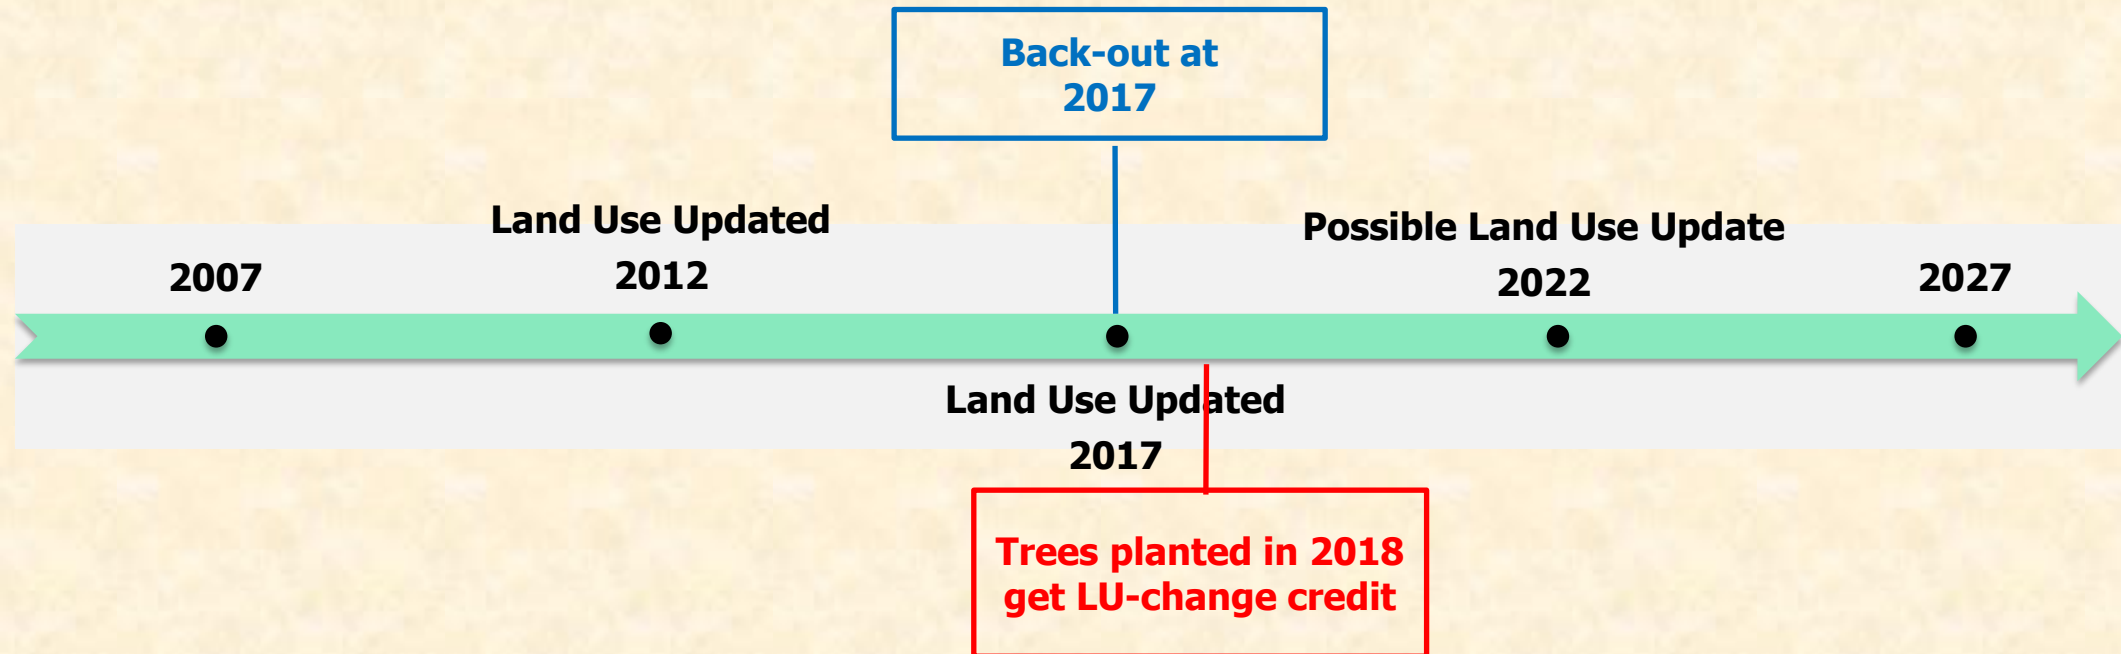 Back-out at
2017
Land Use Updated
Possible Land Use Update
2007
2012
2022
2027
Land Use Updated
2017
Trees planted in 2018
get LU-change credit